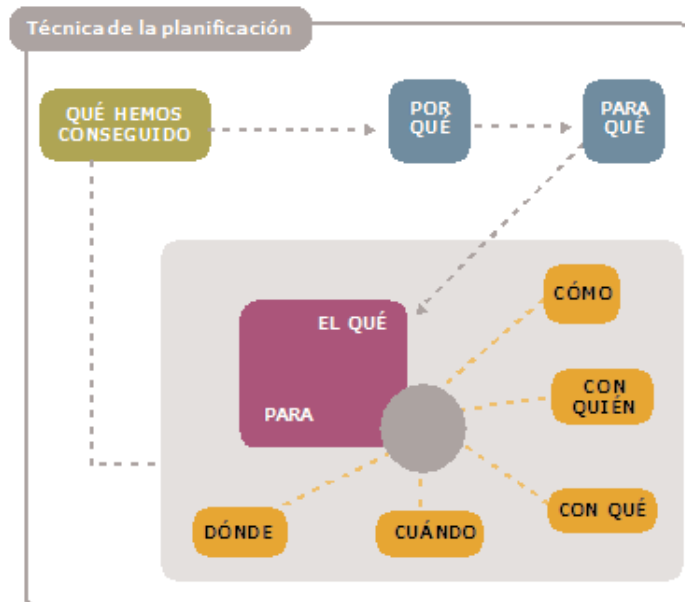 Técnica de la planificación
QUÉ HEMOS
CONSEGUIDO
POR
QUÉ
PARA
QUÉ
EL QUÉ
PARA
CÓMO
CON
QUIÉN
CON QUÉ
CUÁNDO
DÓNDE